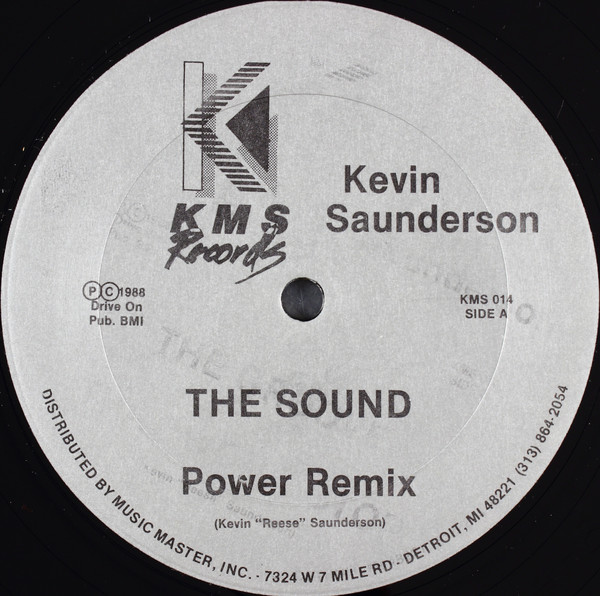 K
KMS
Records
Kevin
Saunderson
ⓅⒸ1988
Drive On
Pub. BMI
KMS 014
SIDE A
THE SOUND
Power Remix
(Kevin “Reese” Saunderson)
DISTRIBUTED BY MUSIC MASTER, INC. - 7324 W 7 MILE RD - DETROIT, MI 48221 (313) 864-2054